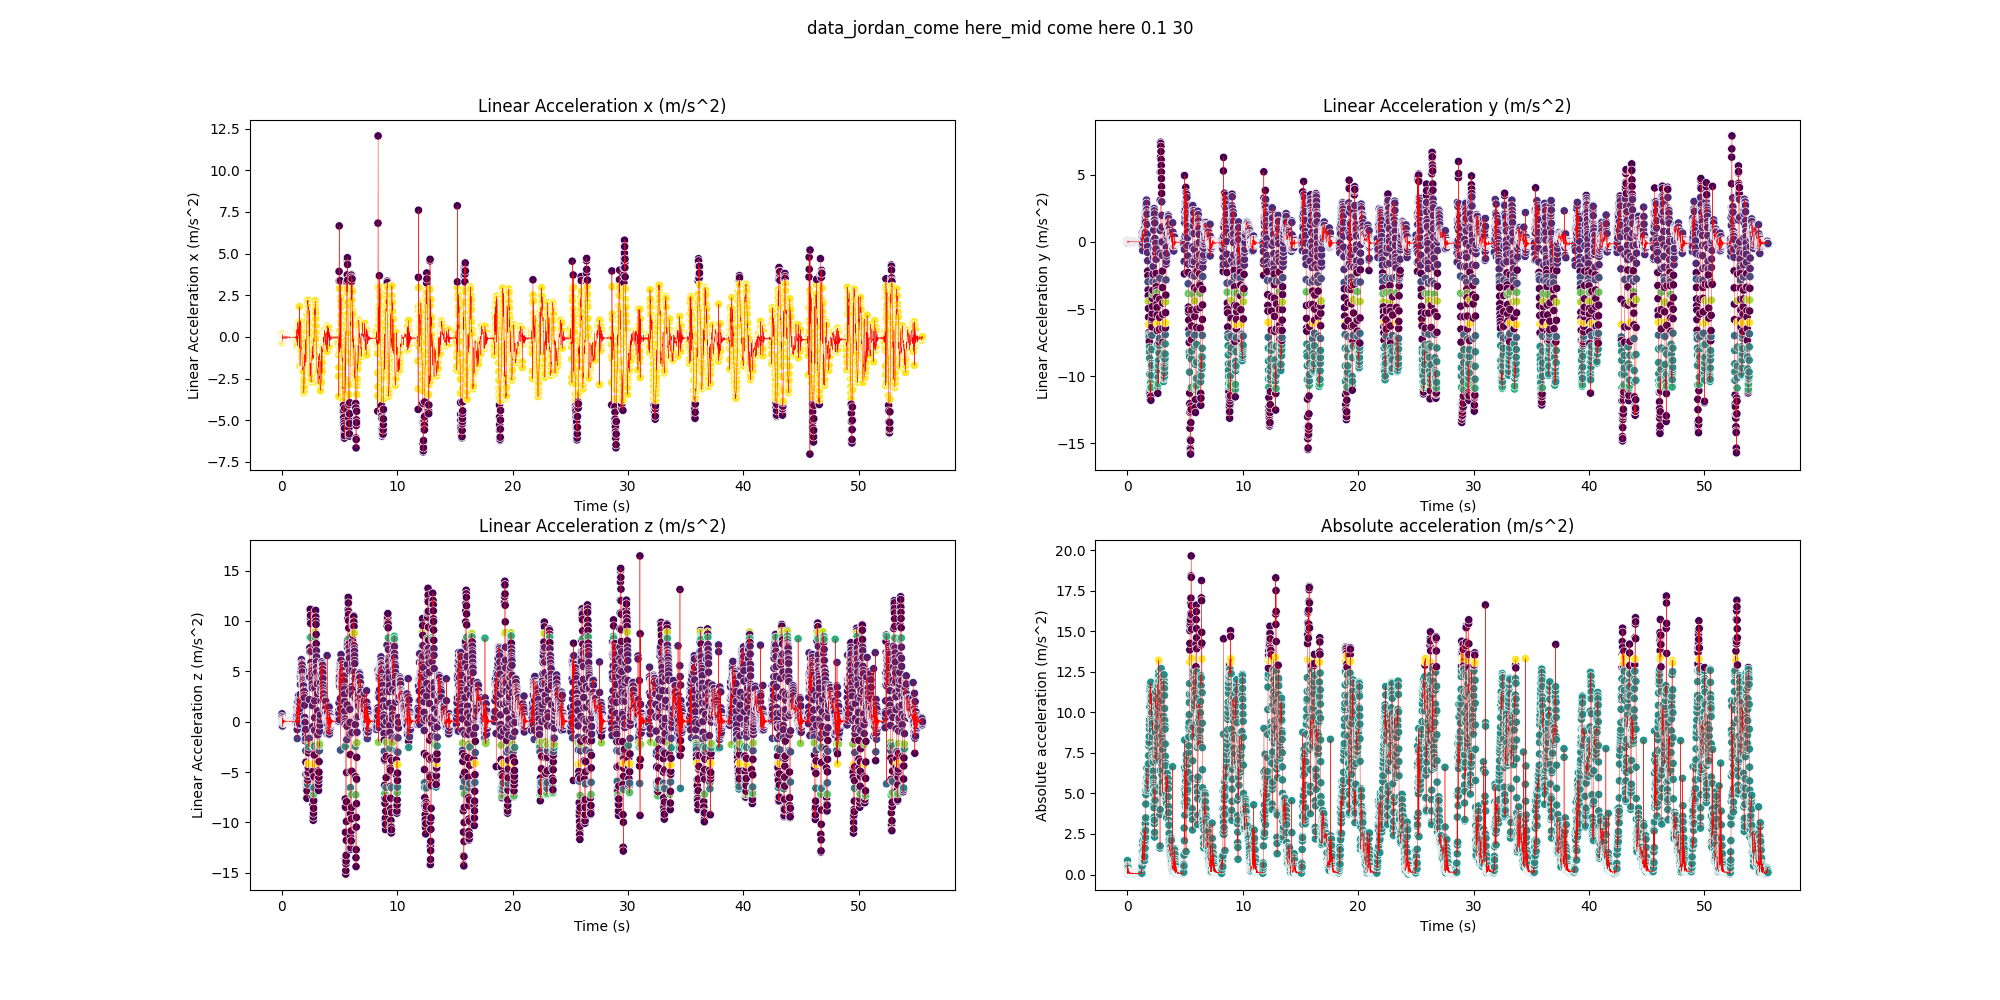 data_jordan_come here_mid come here 0.1 30
Linear Acceleration x (m/s^2)
Linear Acceleration x (m/s^2)
12.5
10.0
7.5
5.0
2.5
0.0
−2.5
−5.0
−7.5
0 10 20 30 40 50
Time (s)
Linear Acceleration y (m/s^2)
Linear Acceleration y (m/s^2)
5
0
−5
−10
−15
0 10 20 30 40 50
Time (s)
Linear Acceleration z (m/s^2)
Linear Acceleration z (m/s^2)
15
10
5
0
−5
−10
−15
0 10 20 30 40 50
Time (s)
Absolute acceleration (m/s^2)
Absolute acceleration (m/s^2)
20.0
17.5
15.0
12.5
10.0
7.5
5.0
2.5
0.0
0 10 20 30 40 50
Time (s)